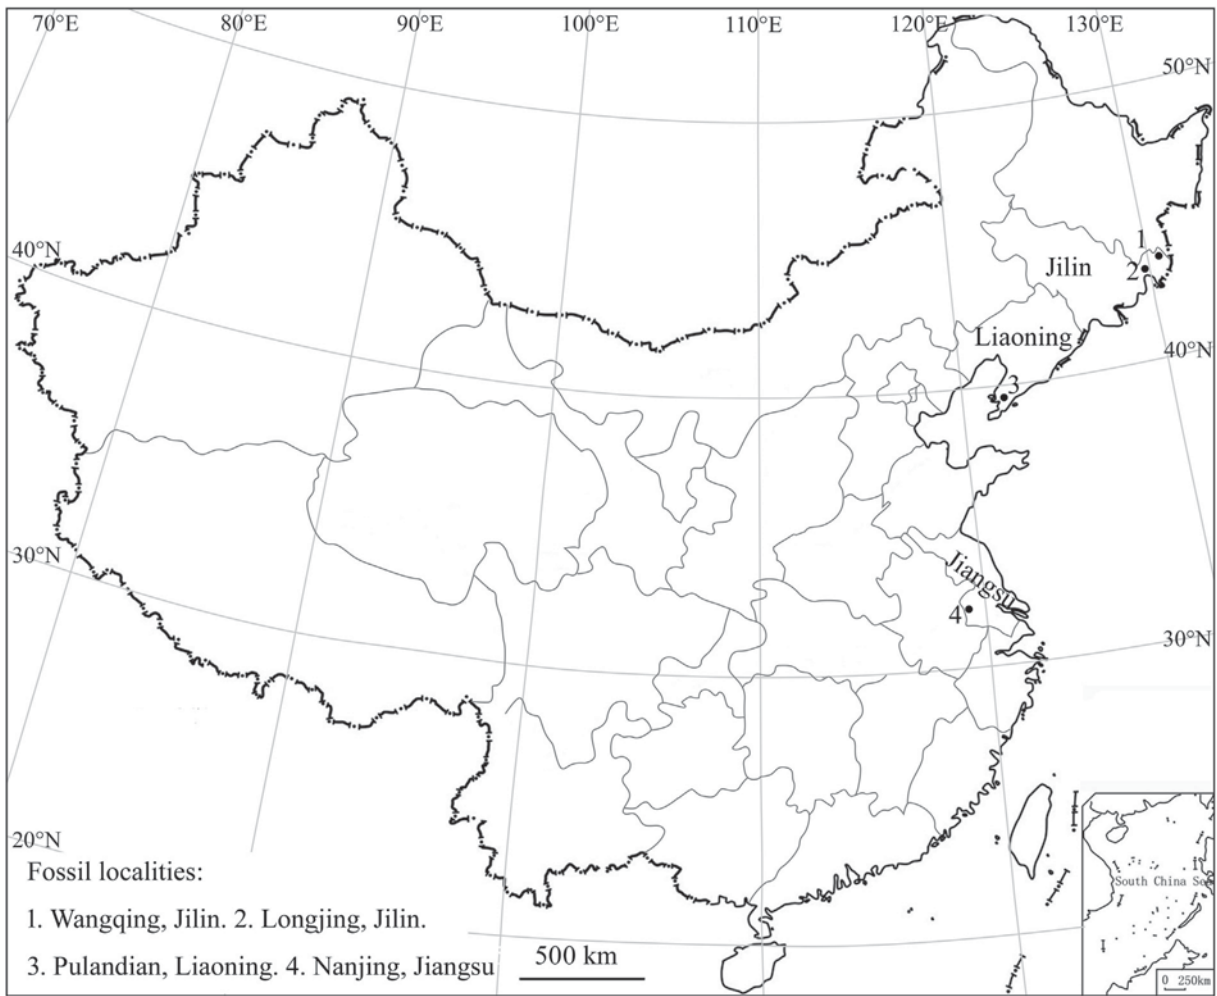 70°E 80°E 90°E 100°E 110°E 120°E 130°E
50°N
40°N
1
Jilin
2
Liaoning
40°N
3
30°N
Jiangsu
4
30°N
20°N
Fossil localities:
South China Sea
1. Wangqing, Jilin. 2. Longjing, Jilin.
500 km
3. Pulandian, Liaoning. 4. Nanjing, Jiangsu
0 250km